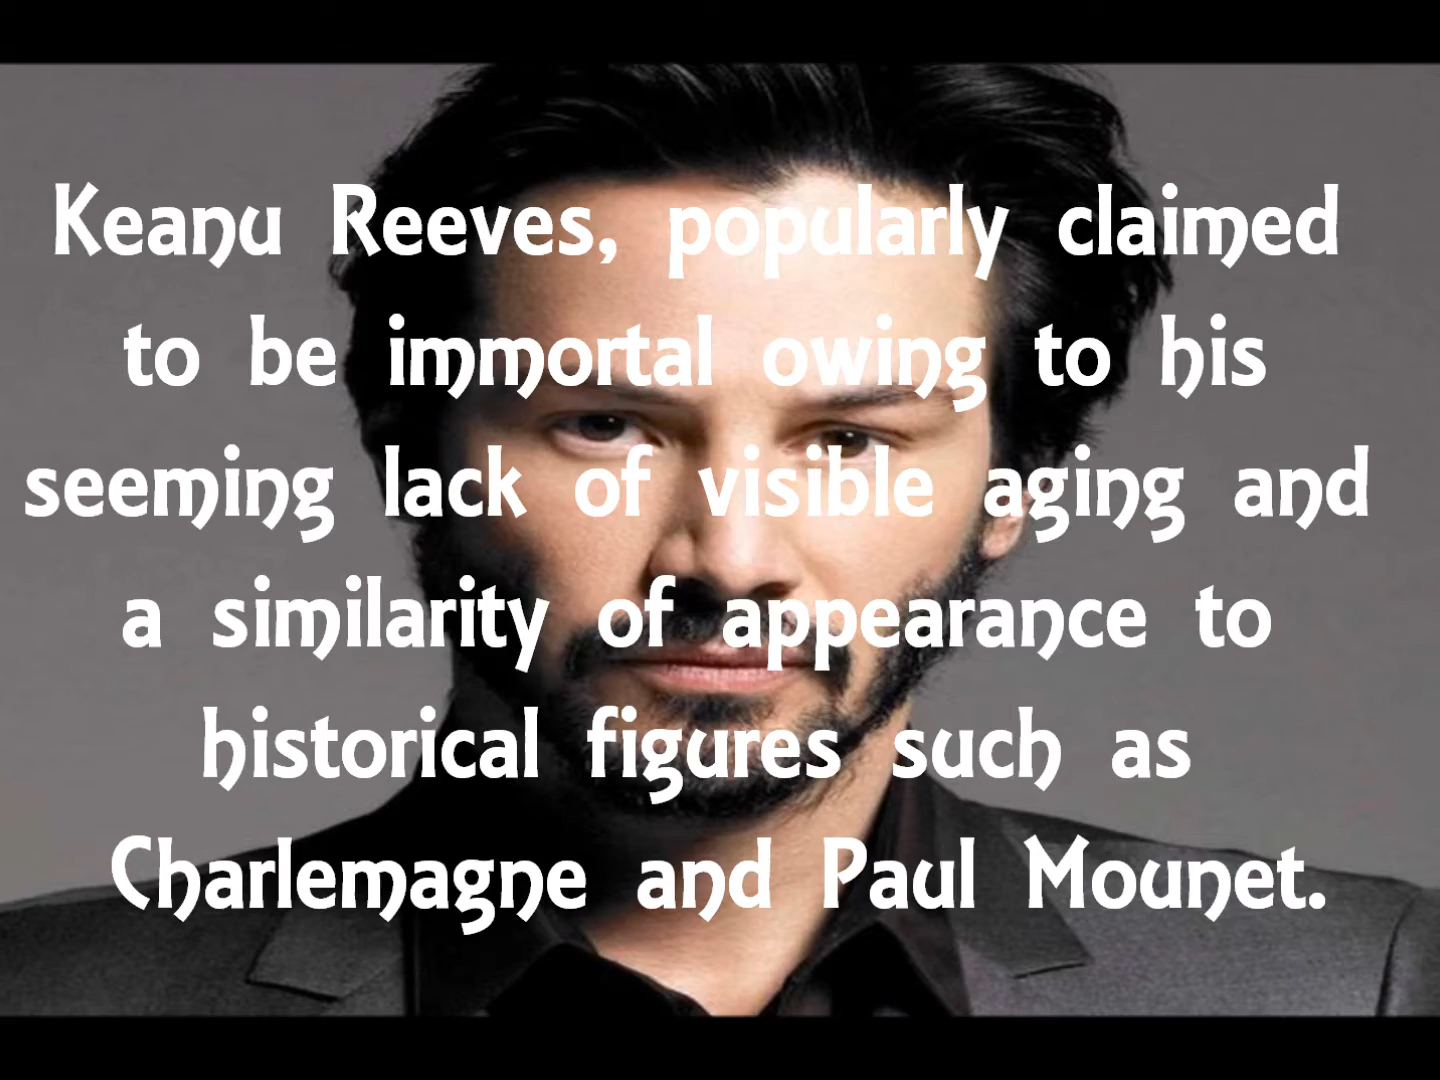 Keanu Reeves, popularly claimed
to be immortal owing to his
seeming lack of visible aging and
a similarity of appearance to
historical figures such as
Charlemagne and Paul Mounet.